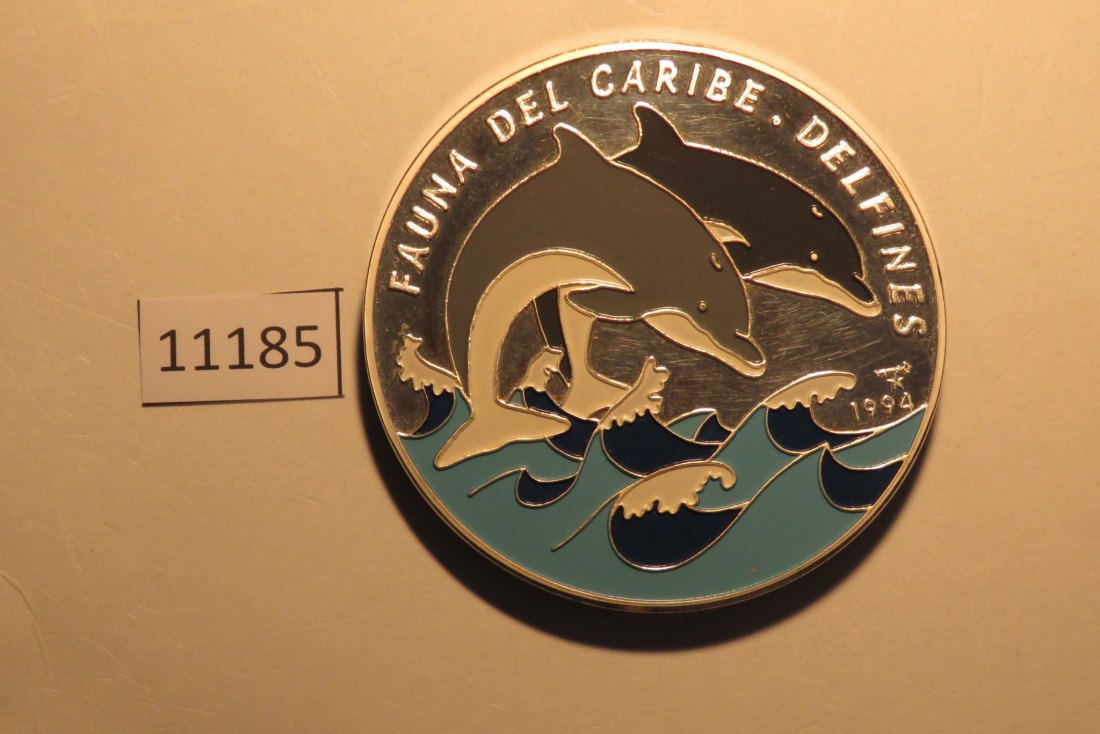 11185
FAUNA DEL CARIBE. DELFINES
1994